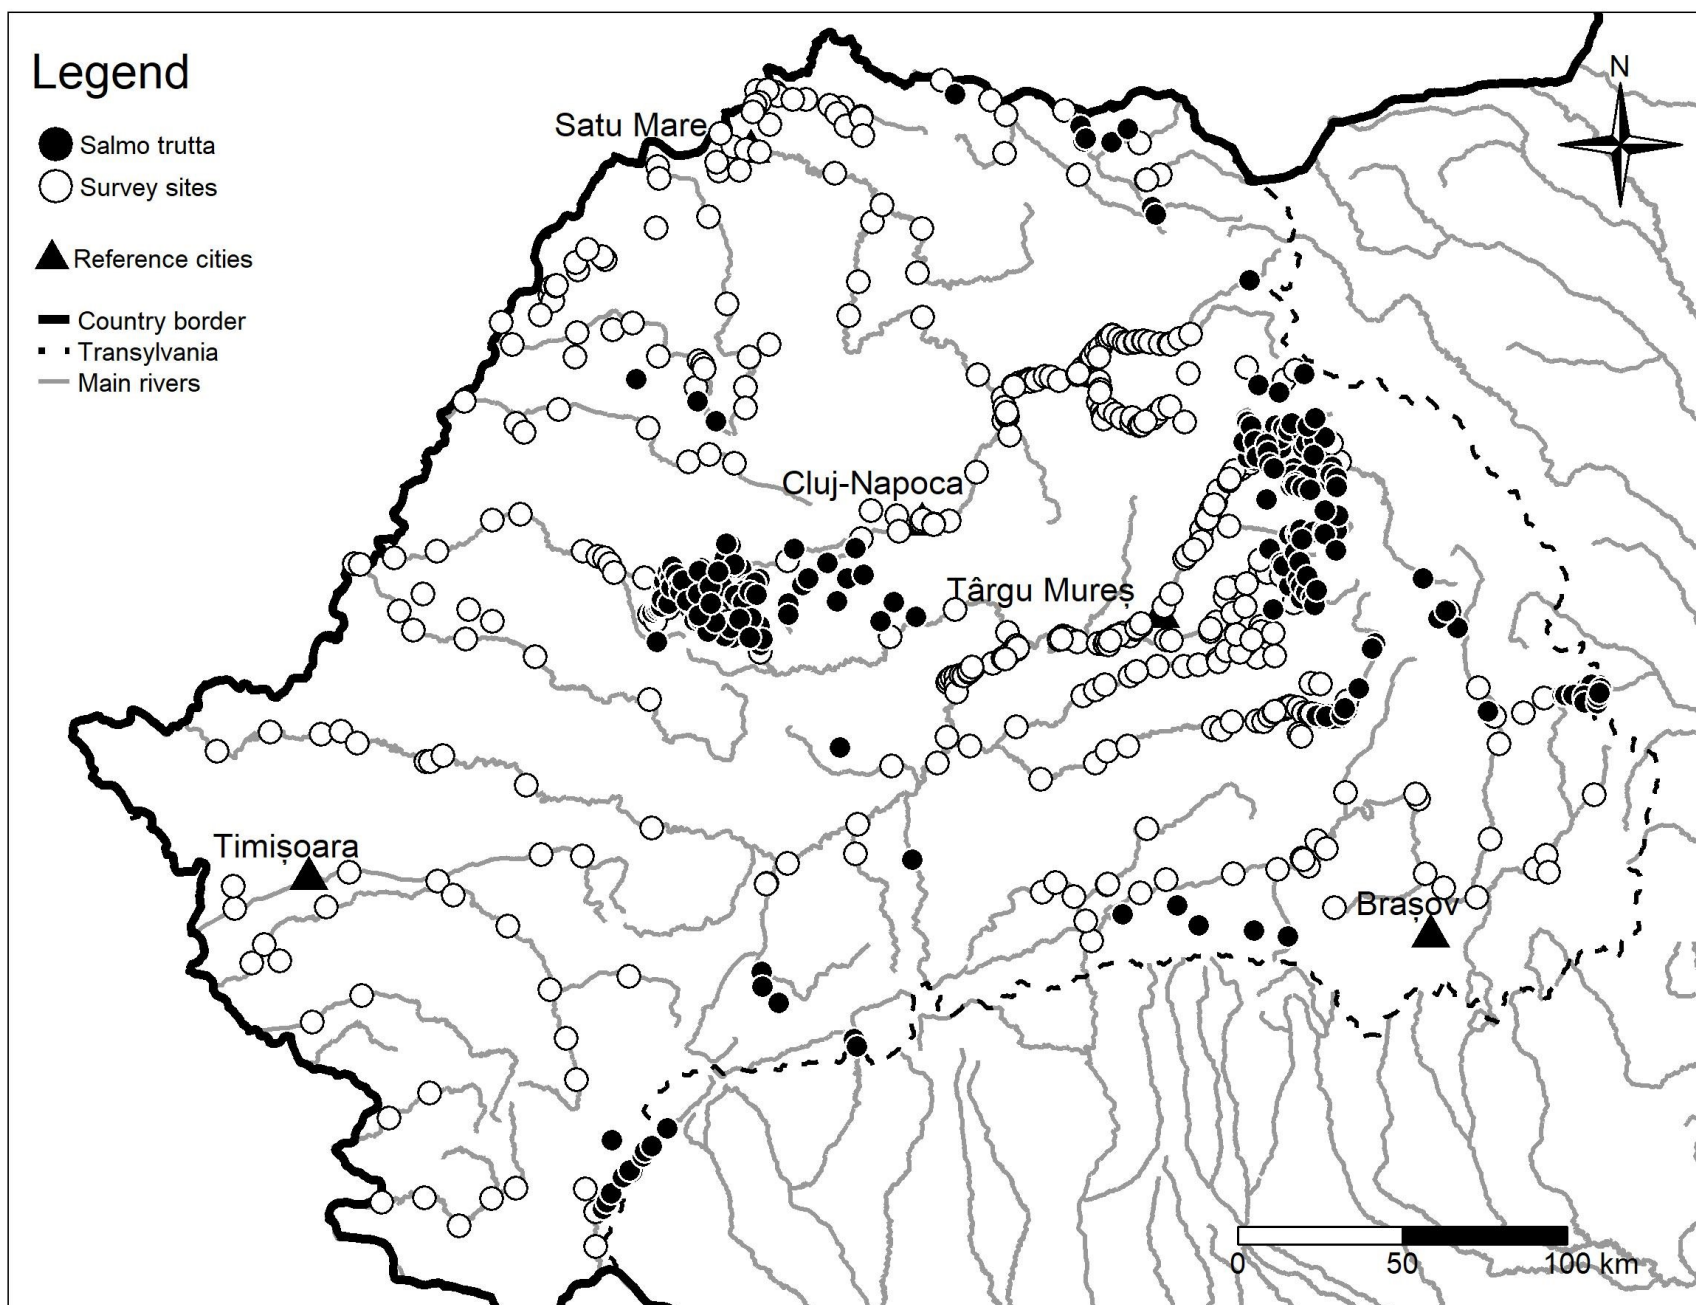 Legend
Salmo trutta
Survey sites
Reference cities
Country border
Transylvania
Main rivers
N
Satu Mare
Cluj-Napoca
Târgu Mureș
Timișoara
Brașov
0 50 100 km